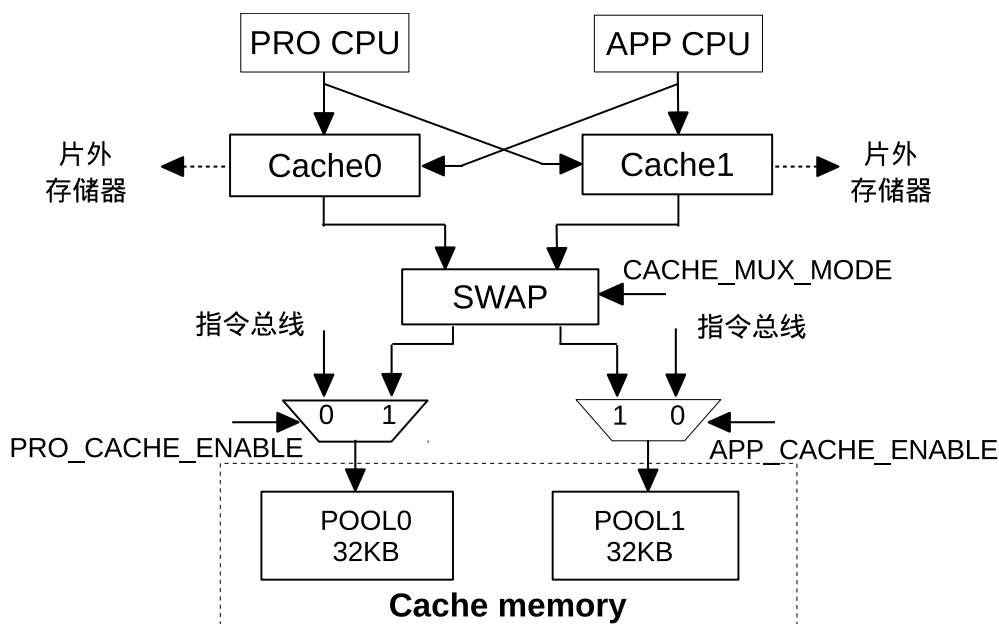 PRO CPU
APP CPU
片外
存储器
Cache0
Cache1
片外
存储器
SWAP
CACHE_MUX_MODE
指令总线
指令总线
0
1
1
0
PRO_CACHE_ENABLE
APP_CACHE_ENABLE
POOL0
32KB
POOL1
32KB
Cache memory